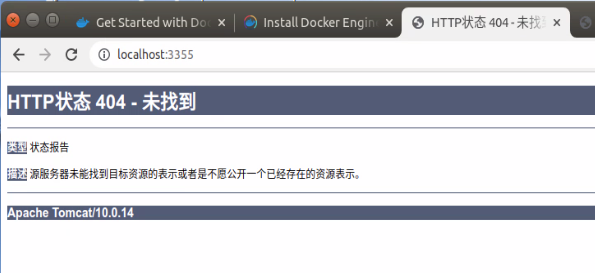 Get Started with Do
Install Docker Engin
HTTP状态 404 - 未找到
localhost:3355
HTTP状态 404 - 未找到
类型 状态报告
描述 源服务器未能找到目标资源的表示或者是不愿公开一个已经存在的资源表示。
Apache Tomcat/10.0.14